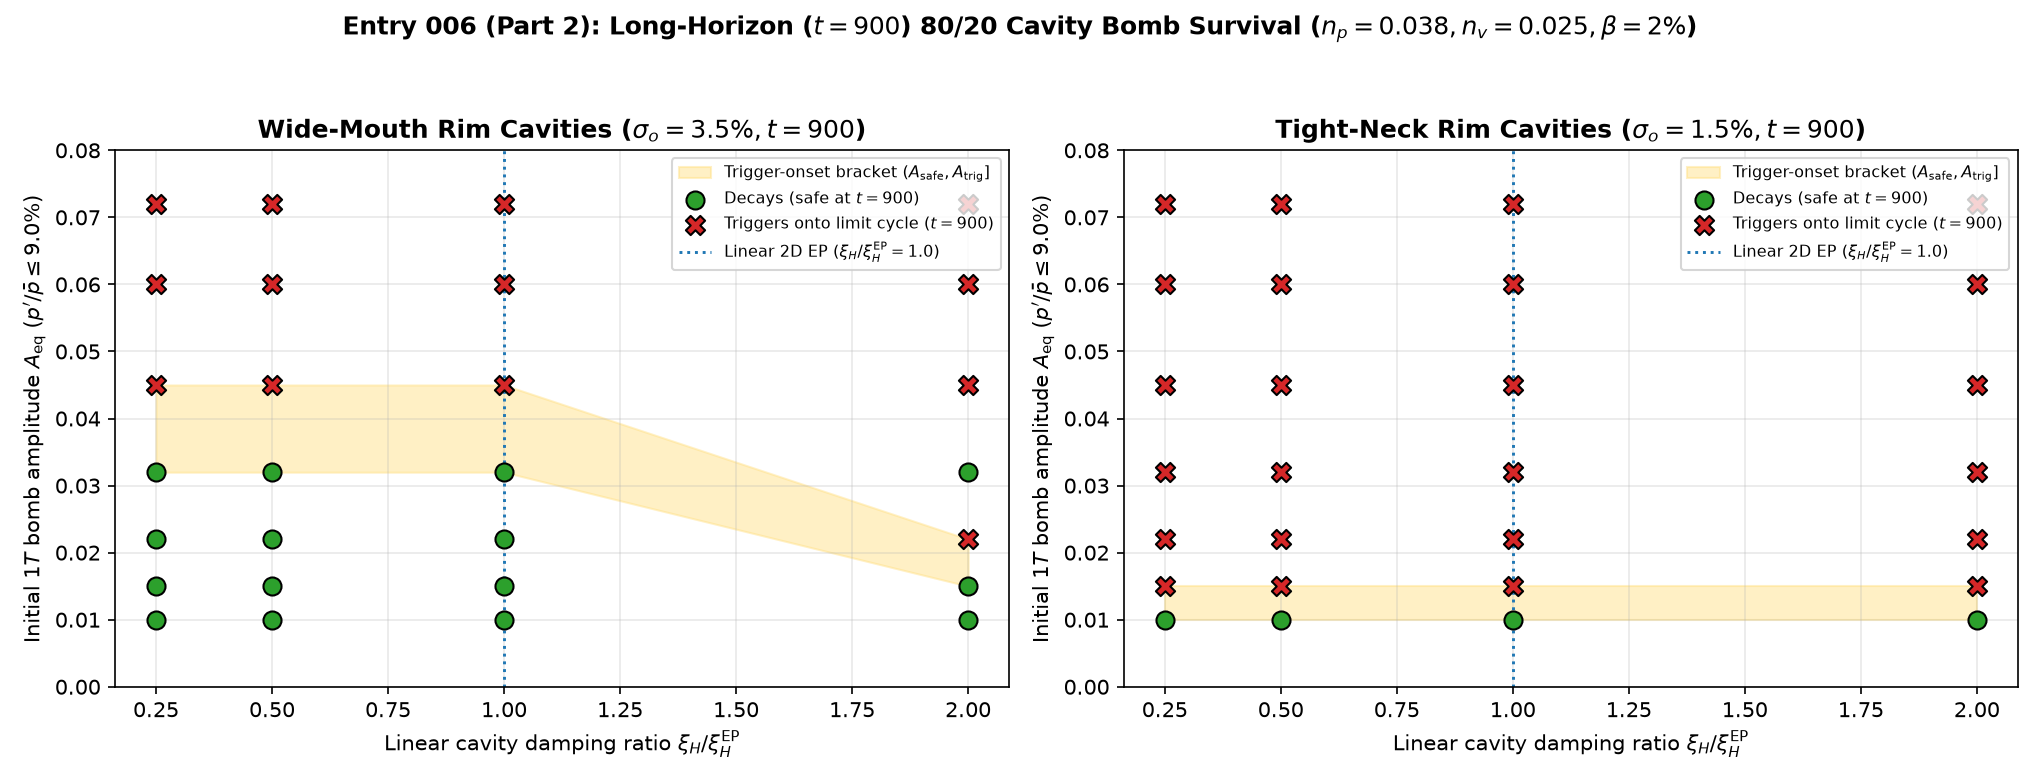 Entry 006 (Part 2): Long-Horizon (t = 900) 80/20 Cavity Bomb Survival (n_p = 0.038, n_v = 0.025, β = 2%)
Wide-Mouth Rim Cavities (σ_o = 3.5%, t = 900)
0.08
0.07
0.06
0.05
0.04
0.03
0.02
0.01
0.00
Initial 1T bomb amplitude A_eq (p′/p̄ ≤ 9.0%)
Trigger-onset bracket (A_safe, A_trig]
Decays (safe at t = 900)
Triggers onto limit cycle (t = 900)
Linear 2D EP (ξ_H/ξ_H^EP = 1.0)
0.25 0.50 0.75 1.00 1.25 1.50 1.75 2.00
Linear cavity damping ratio ξ_H/ξ_H^EP
Tight-Neck Rim Cavities (σ_o = 1.5%, t = 900)
0.08
0.07
0.06
0.05
0.04
0.03
0.02
0.01
0.00
Initial 1T bomb amplitude A_eq (p′/p̄ ≤ 9.0%)
Trigger-onset bracket (A_safe, A_trig]
Decays (safe at t = 900)
Triggers onto limit cycle (t = 900)
Linear 2D EP (ξ_H/ξ_H^EP = 1.0)
0.25 0.50 0.75 1.00 1.25 1.50 1.75 2.00
Linear cavity damping ratio ξ_H/ξ_H^EP